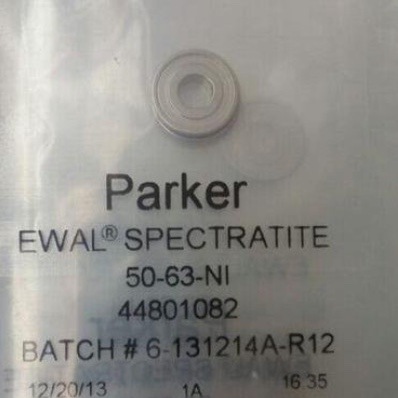 Parker
EWAL® SPECTRATITE
50-63-NI
44801082
BATCH # 6-131214A-R12
12/20/13 1A 16.35